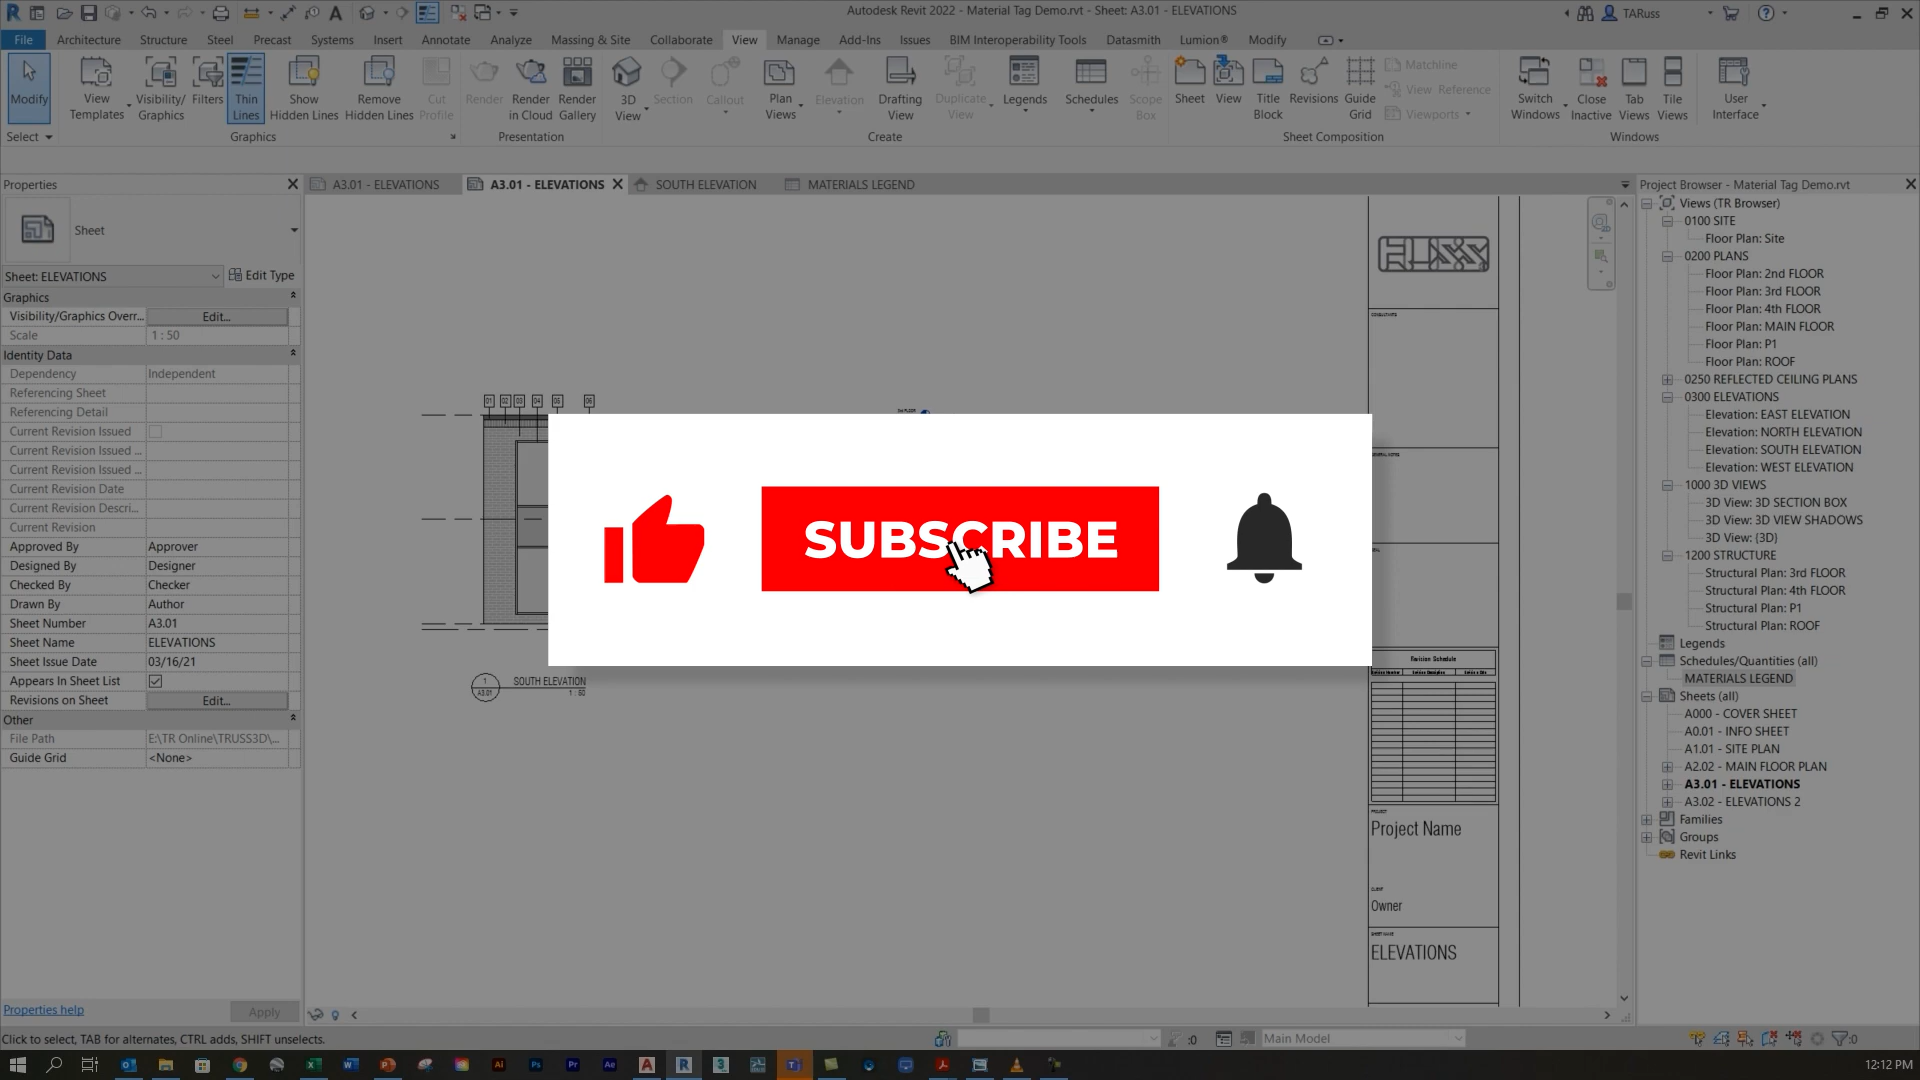 Autodesk Revit 2022 - Material Tag Demo.rvt - Sheet: A3.01 - ELEVATIONS
TARuss
File Architecture Structure Steel Precast Systems Insert Annotate Analyze Massing & Site Collaborate View Manage Add-Ins Issues BIM Interoperability Tools Datasmith Lumion® Modify
Modify
View Templates
Visibility/ Graphics
Filters
Thin Lines
Show Hidden Lines
Remove Hidden Lines
Cut Profile
Render
Render in Cloud
Render Gallery
3D View
Section
Callout
Plan Views
Elevation
Drafting View
Duplicate View
Legends
Schedules
Scope Box
Sheet
View
Title Block
Revisions
Guide Grid
Matchline
View Reference
Viewports
Switch Windows
Close Inactive
Tab Views
Tile Views
User Interface
Select Graphics Presentation Create Sheet Composition Windows
Properties
A3.01 - ELEVATIONS
A3.01 - ELEVATIONS
SOUTH ELEVATION
MATERIALS LEGEND
Project Browser - Material Tag Demo.rvt
Sheet
Sheet: ELEVATIONS
Edit Type
Graphics
Visibility/Graphics Overr... Edit...
Scale 1 : 50
Identity Data
Dependency Independent
Referencing Sheet
Referencing Detail
Current Revision Issued
Current Revision Issued ...
Current Revision Issued ...
Current Revision Date
Current Revision Descri...
Current Revision
Approved By Approver
Designed By Designer
Checked By Checker
Drawn By Author
Sheet Number A3.01
Sheet Name ELEVATIONS
Sheet Issue Date 03/16/21
Appears In Sheet List
Revisions on Sheet Edit...
Other
File Path E:\TR Online\TRUSS3D\...
Guide Grid <None>
Properties help
Apply
01 02 03 04 05 06
SUBSCRIBE
1
A3.01
SOUTH ELEVATION
1 : 50
Revision Schedule
Project Name
Owner
ELEVATIONS
Views (TR Browser)
0100 SITE
Floor Plan: Site
0200 PLANS
Floor Plan: 2nd FLOOR
Floor Plan: 3rd FLOOR
Floor Plan: 4th FLOOR
Floor Plan: MAIN FLOOR
Floor Plan: P1
Floor Plan: ROOF
0250 REFLECTED CEILING PLANS
0300 ELEVATIONS
Elevation: EAST ELEVATION
Elevation: NORTH ELEVATION
Elevation: SOUTH ELEVATION
Elevation: WEST ELEVATION
1000 3D VIEWS
3D View: 3D SECTION BOX
3D View: 3D VIEW SHADOWS
3D View: {3D}
1200 STRUCTURE
Structural Plan: 3rd FLOOR
Structural Plan: 4th FLOOR
Structural Plan: P1
Structural Plan: ROOF
Legends
Schedules/Quantities (all)
MATERIALS LEGEND
Sheets (all)
A000 - COVER SHEET
A0.01 - INFO SHEET
A1.01 - SITE PLAN
A2.02 - MAIN FLOOR PLAN
A3.01 - ELEVATIONS
A3.02 - ELEVATIONS 2
Families
Groups
Revit Links
Click to select, TAB for alternates, CTRL adds, SHIFT unselects.
:0
Main Model
:0
12:12 PM